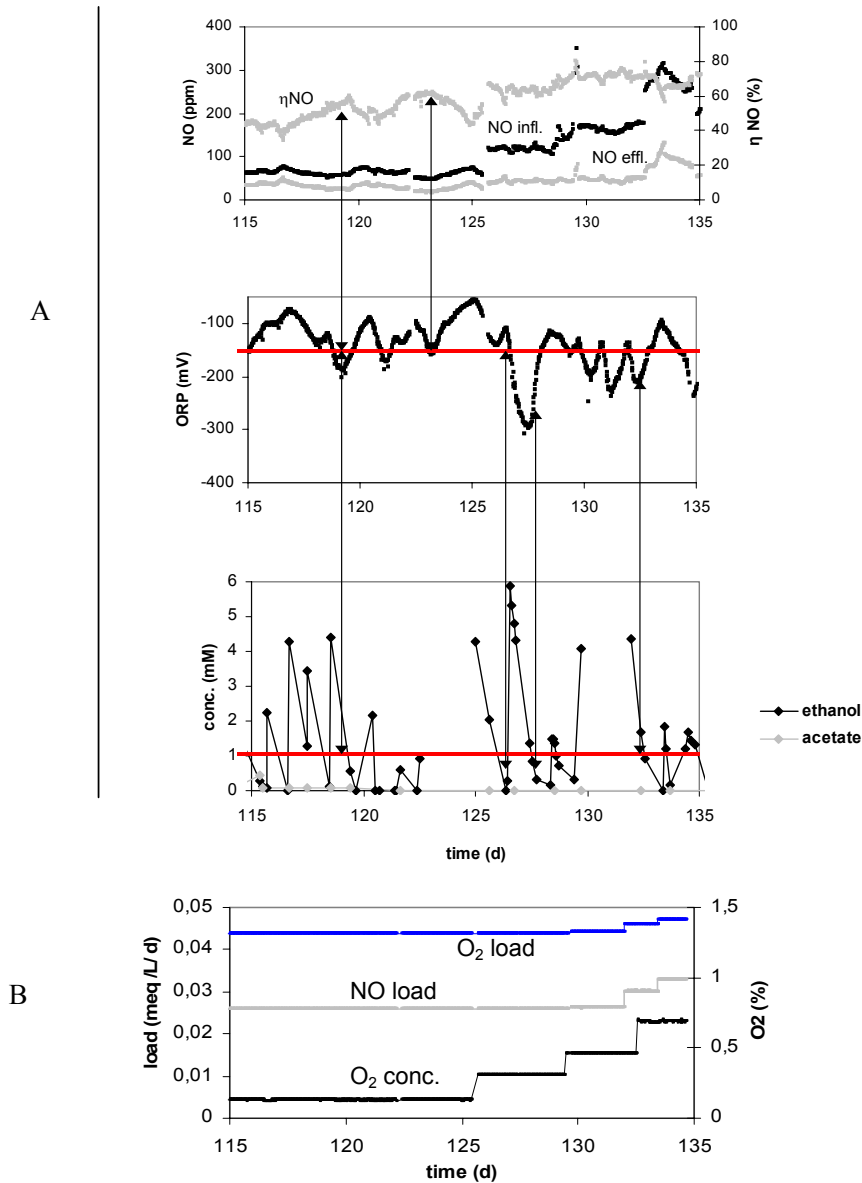 A
400
300
200
100
0
NO (ppm)
ηNO
NO infl.
NO effl.
100
80
60
40
20
0
η NO (%)
115 120 125 130 135
-100
-200
-300
-400
ORP (mV)
115 120 125 130 135
6
5
4
3
2
1
0
conc. (mM)
115 120 125 130 135
time (d)
ethanol
acetate
B
0,05
0,04
0,03
0,02
0,01
0
load (meq /L/ d)
O₂ load
NO load
O₂ conc.
1,5
1
0,5
0
O2 (%)
115 120 125 130 135
time (d)